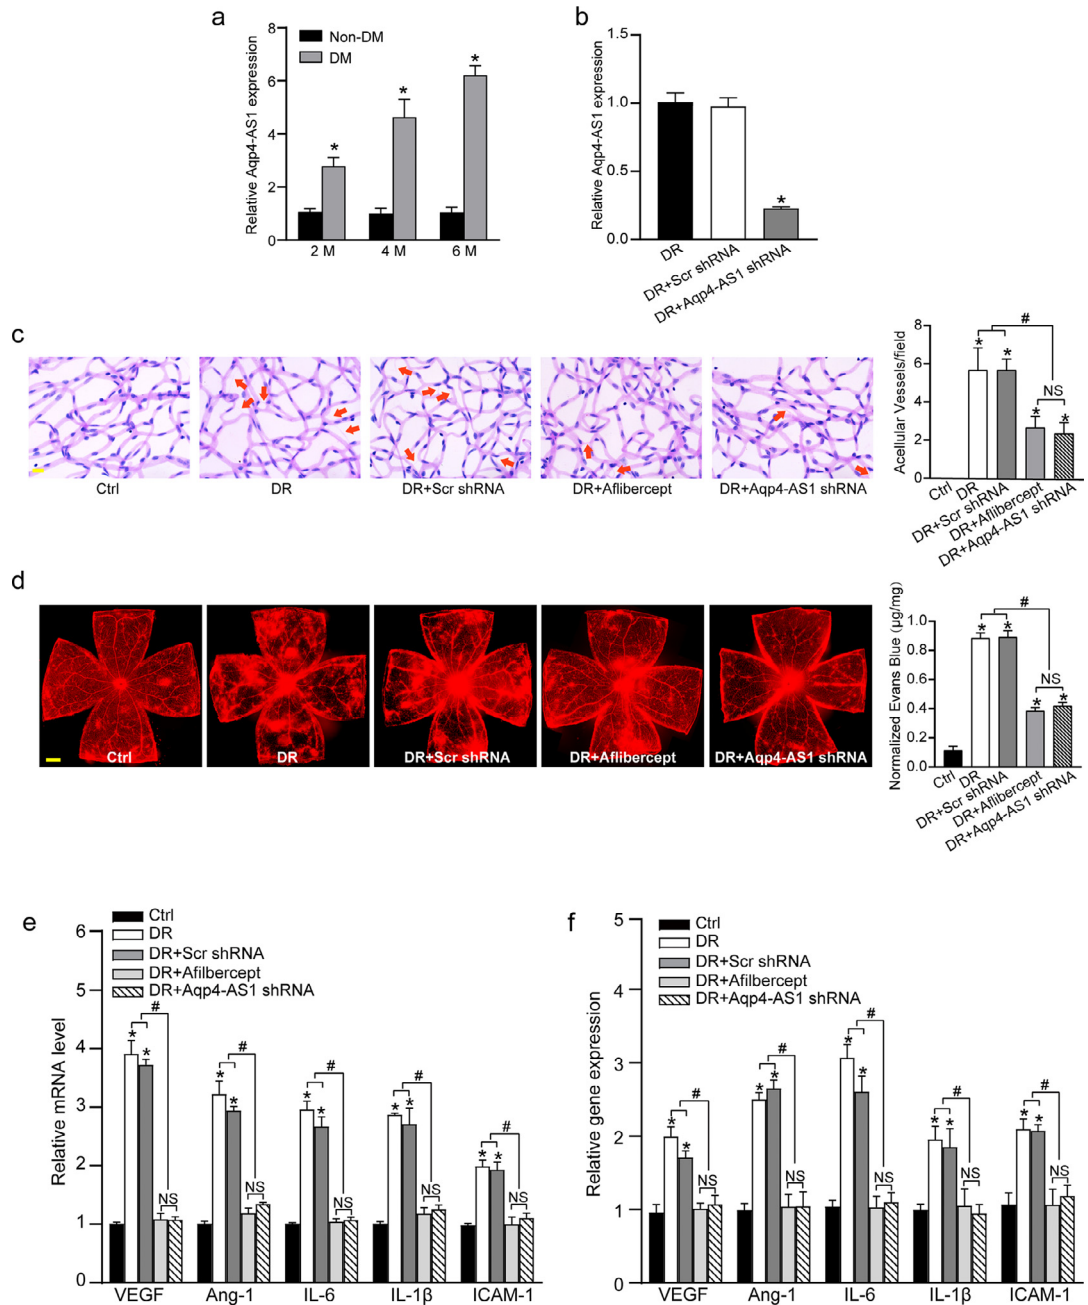 a
Relative Aqp4-AS1 expression
8
6
4
2
0
Non-DM
DM
*
*
*
2 M
4 M
6 M
b
Relative Aqp4-AS1 expression
1.5
1.0
0.5
0.0
*
DR
DR+Scr shRNA
DR+Aqp4-AS1 shRNA
c
Ctrl
DR
DR+Scr shRNA
DR+Aflibercept
DR+Aqp4-AS1 shRNA
Acellular Vessels/field
8
6
4
2
0
#
*
*
NS
*
*
Ctrl
DR
DR+Scr shRNA
DR+Aflibercept
DR+Aqp4-AS1 shRNA
d
Ctrl
DR
DR+Scr shRNA
DR+Aflibercept
DR+Aqp4-AS1 shRNA
Normalized Evans Blue (ug/mg)
1.0
0.8
0.6
0.4
0.2
0.0
#
*
*
NS
*
*
Ctrl
DR
DR+Scr shRNA
DR+Aflibercept
DR+Aqp4-AS1 shRNA
e
Ctrl
DR
DR+Scr shRNA
DR+Afilbercept
DR+Aqp4-AS1 shRNA
Relative mRNA level
6
5
4
3
2
1
0
#
*
*
NS
#
*
*
NS
#
*
*
NS
#
*
*
NS
#
*
*
NS
VEGF
Ang-1
IL-6
IL-1β
ICAM-1
f
Ctrl
DR
DR+Scr shRNA
DR+Aflibercept
DR+Aqp4-AS1 shRNA
Relative gene expression
5
4
3
2
1
0
#
*
*
NS
#
*
*
NS
#
*
*
NS
#
*
*
NS
#
*
*
NS
VEGF
Ang-1
IL-6
IL-1β
ICAM-1